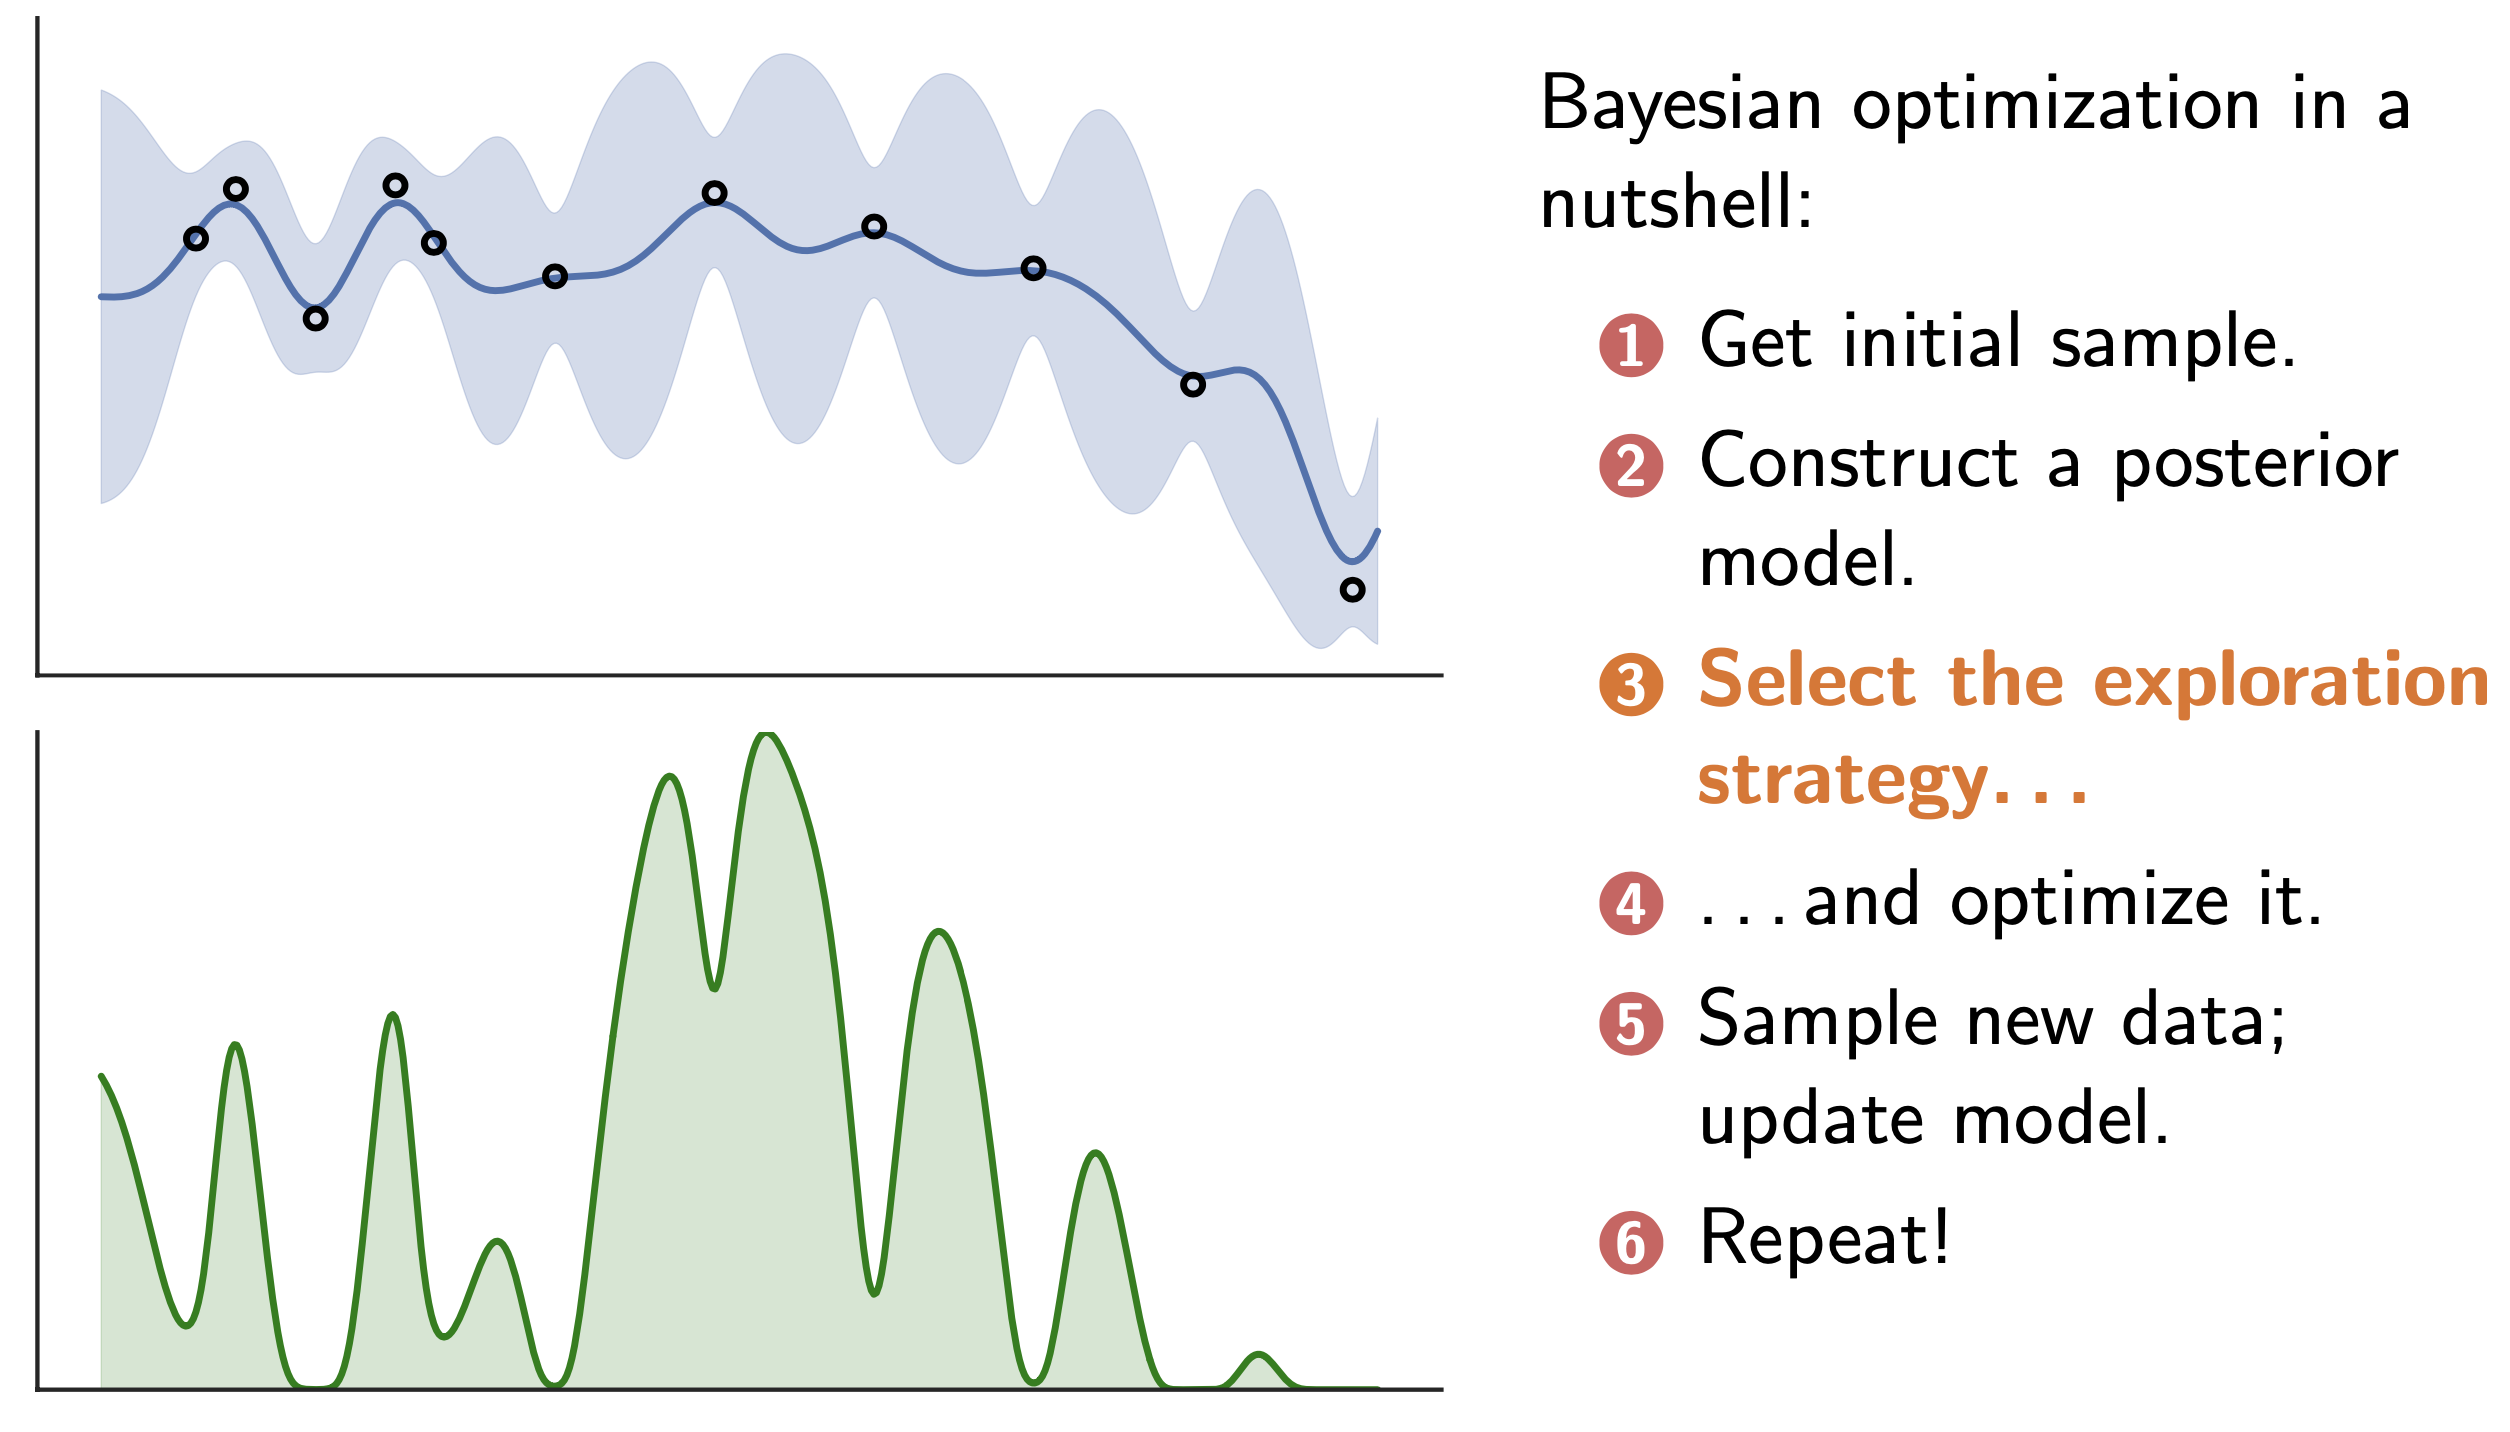 Bayesian optimization in a
nutshell:
1 Get initial sample.
2 Construct a posterior
model.
3 Select the exploration
strategy. . .
4 . . . and optimize it.
5 Sample new data;
update model.
6 Repeat!